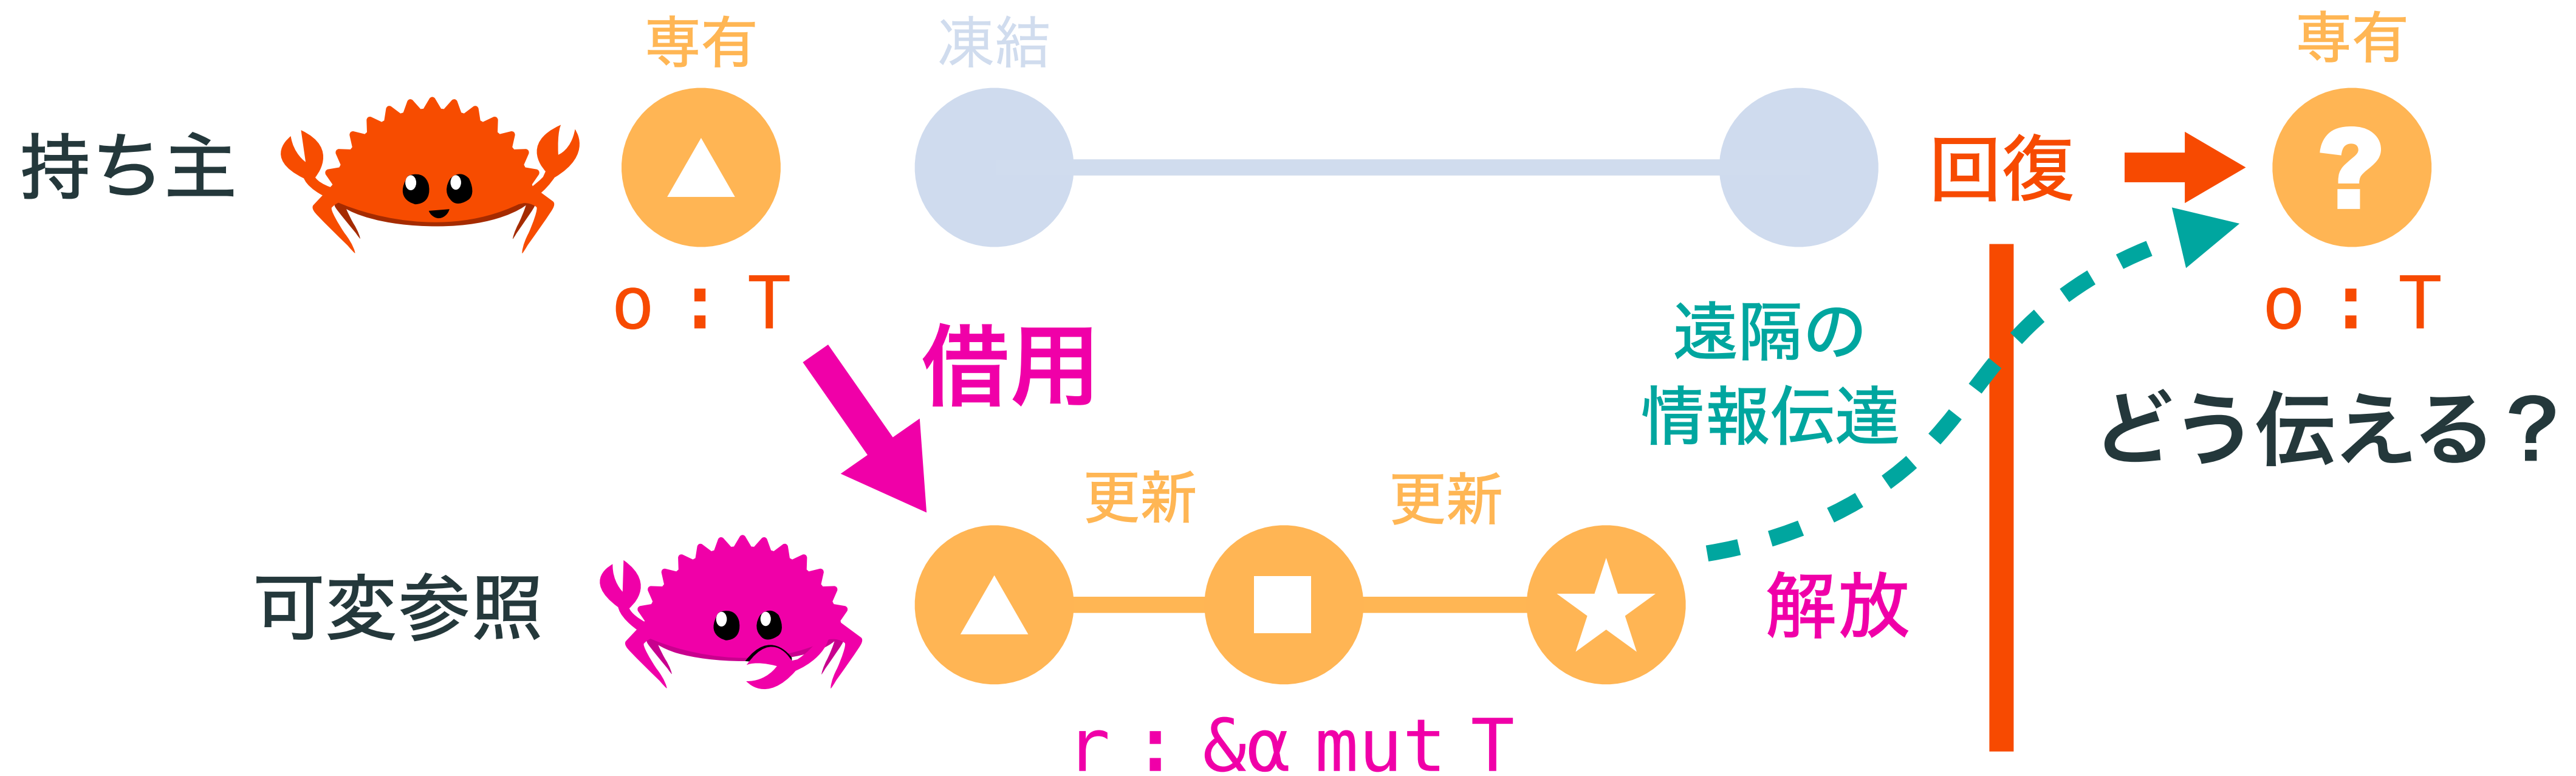 専有
凍結
専有
持ち主
回復
?
o : T
o : T
借用
遠隔の
情報伝達
どう伝える？
更新
更新
可変参照
解放
r : &α mut T